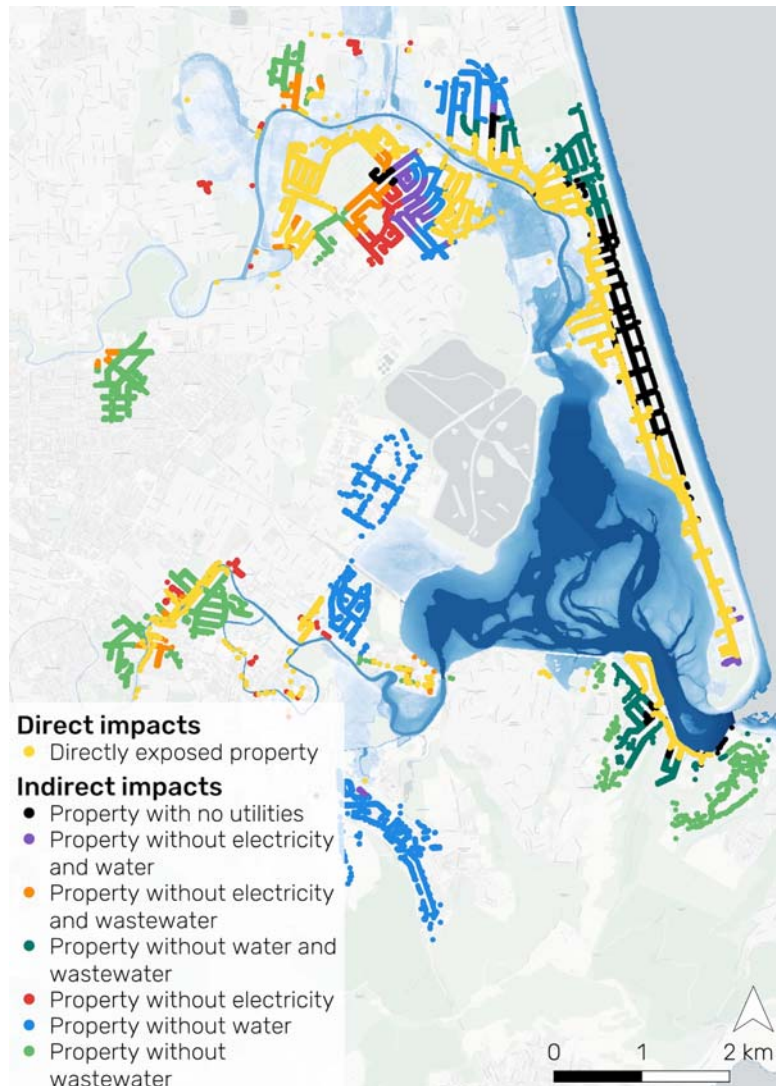 Direct impacts
Directly exposed property
Indirect impacts
Property with no utilities
Property without electricity
and water
Property without electricity
and wastewater
Property without water and
wastewater
Property without electricity
Property without water
Property without
wastewater
0 1 2 km